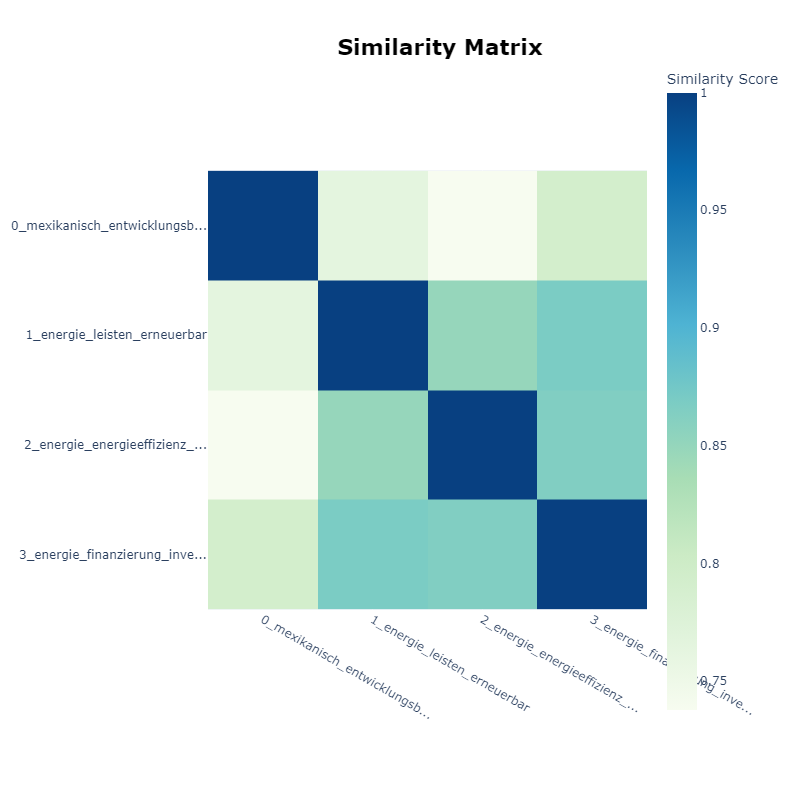 Similarity Matrix
Similarity Score
1
0.95
0.9
0.85
0.8
0.75
0_mexikanisch_entwicklungsb...
1_energie_leisten_erneuerbar
2_energie_energieeffizienz_...
3_energie_finanzierung_inve...
0_mexikanisch_entwicklungsb...
1_energie_leisten_erneuerbar
2_energie_energieeffizienz_...
3_energie_finanzierung_inve...